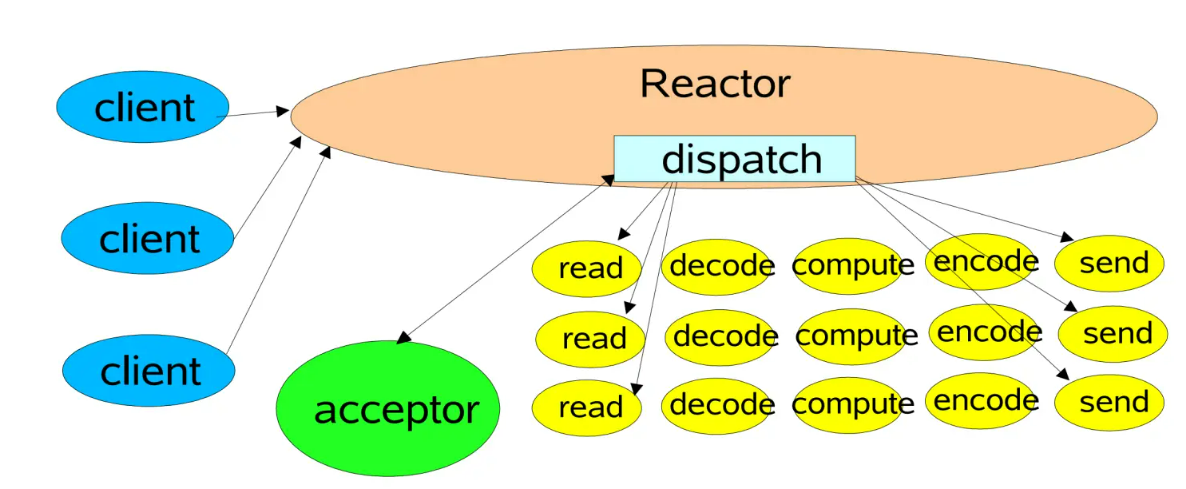 client
Reactor
dispatch
client
read decode compute encode send
read decode compute encode send
client
acceptor
read decode compute encode send